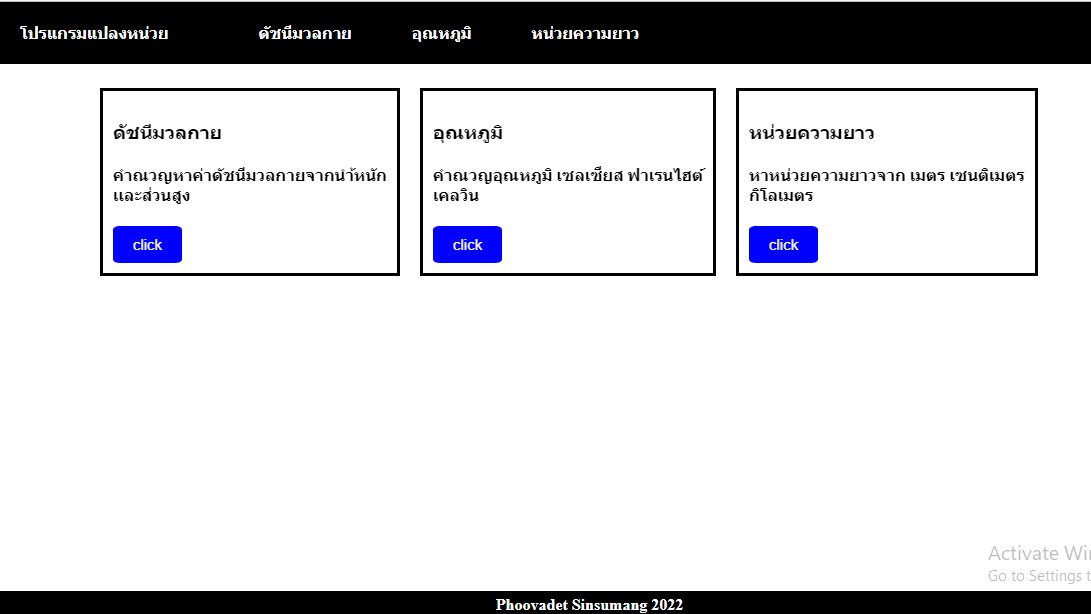 โปรแกรมแปลงหน่วย ดัชนีมวลกาย อุณหภูมิ หน่วยความยาว
ดัชนีมวลกาย
คำณวญหาค่าดัชนีมวลกายจากนำ้หนัก
และส่วนสูง
click
อุณหภูมิ
คำณวญอุณหภูมิ เซลเซียส ฟาเรนไฮต์
เคลวิน
click
หน่วยความยาว
หาหน่วยความยาวจาก เมตร เซนติเมตร
กิโลเมตร
click
Activate Win
Go to Settings t
Phoovadet Sinsumang 2022